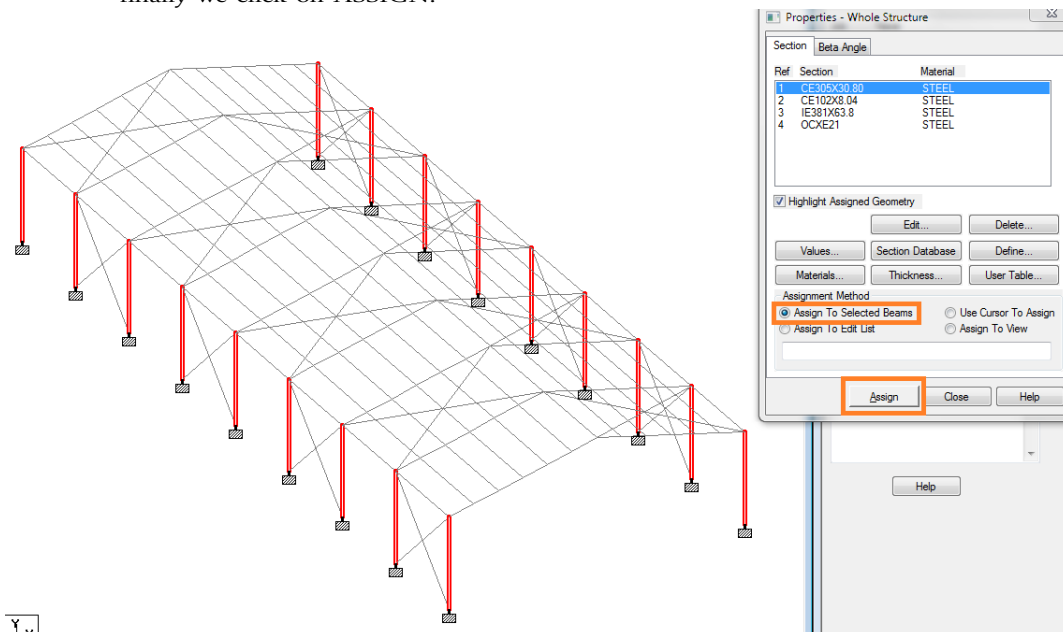 finally we click on ASSIGN.
Properties - Whole Structure
Section Beta Angle
Ref Section Material
1 CE305X30.80 STEEL
2 CE102X8.04 STEEL
3 IE381X63.8 STEEL
4 OCXE21 STEEL
Highlight Assigned Geometry
Edit... Delete...
Values... Section Database Define...
Materials... Thickness... User Table...
Assignment Method
Assign To Selected Beams Use Cursor To Assign
Assign To Edit List Assign To View
Assign Close Help
Help
Y